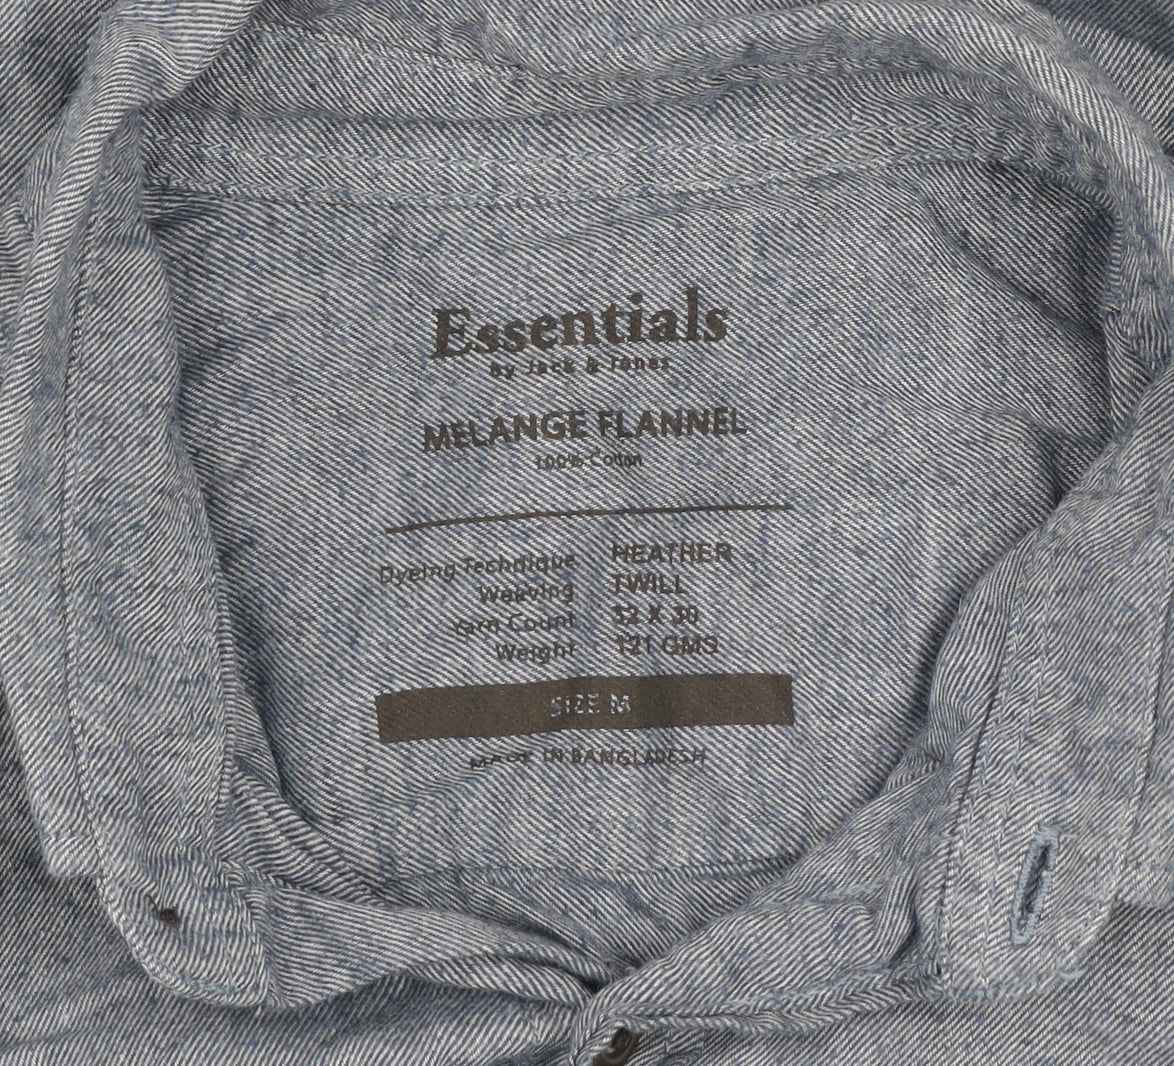 Essentials
by Jack & Jones
MELANGE FLANNEL
100% Cotton
Dyeing Technique HEATHER
Weaving TWILL
Yarn Count 32 X 30
Weight 121 GMS
SIZE M
MADE IN BANGLADESH